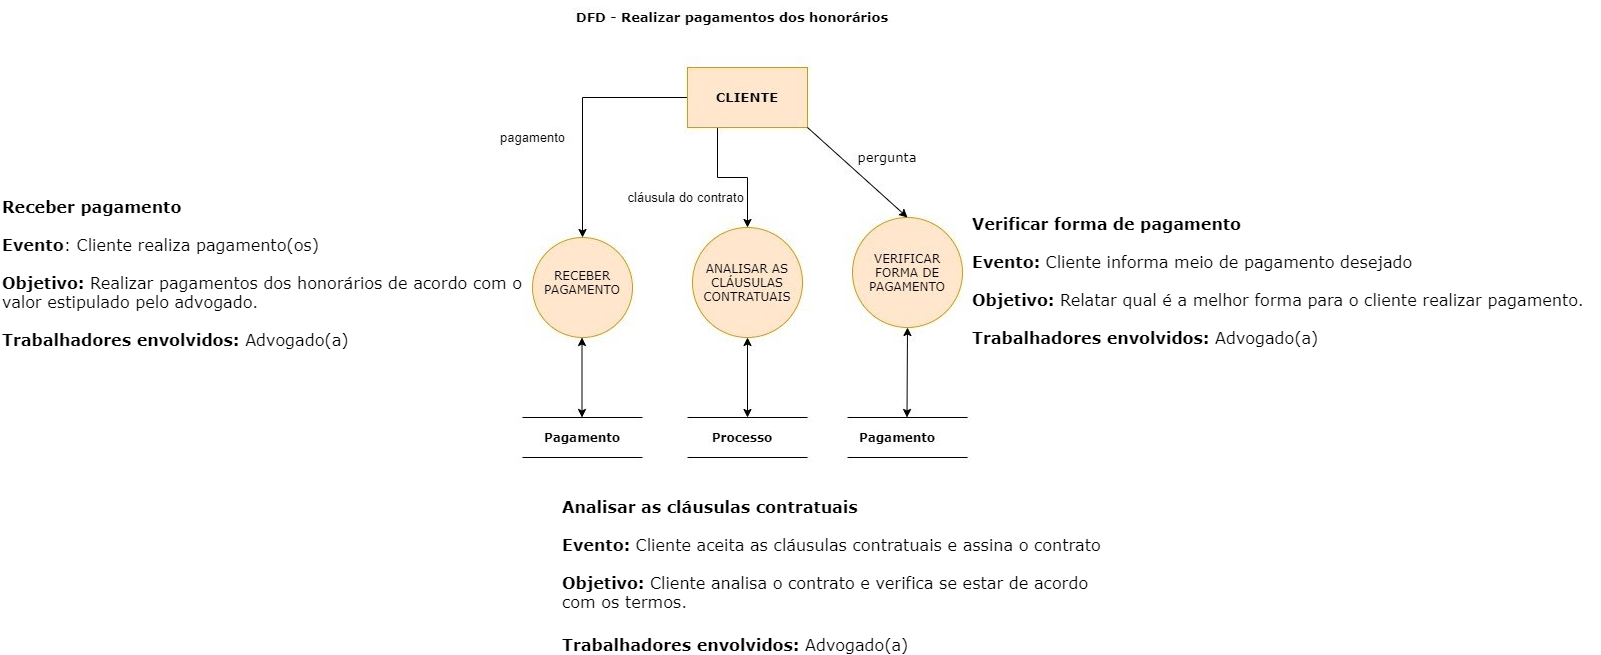 DFD - Realizar pagamentos dos honorários
CLIENTE
pagamento
cláusula do contrato
pergunta
Receber pagamento
Evento: Cliente realiza pagamento(os)
Objetivo: Realizar pagamentos dos honorários de acordo com o
valor estipulado pelo advogado.
Trabalhadores envolvidos: Advogado(a)
RECEBER
PAGAMENTO
ANALISAR AS
CLÁUSULAS
CONTRATUAIS
VERIFICAR
FORMA DE
PAGAMENTO
Verificar forma de pagamento
Evento: Cliente informa meio de pagamento desejado
Objetivo: Relatar qual é a melhor forma para o cliente realizar pagamento.
Trabalhadores envolvidos: Advogado(a)
Pagamento
Processo
Pagamento
Analisar as cláusulas contratuais
Evento: Cliente aceita as cláusulas contratuais e assina o contrato
Objetivo: Cliente analisa o contrato e verifica se estar de acordo
com os termos.
Trabalhadores envolvidos: Advogado(a)